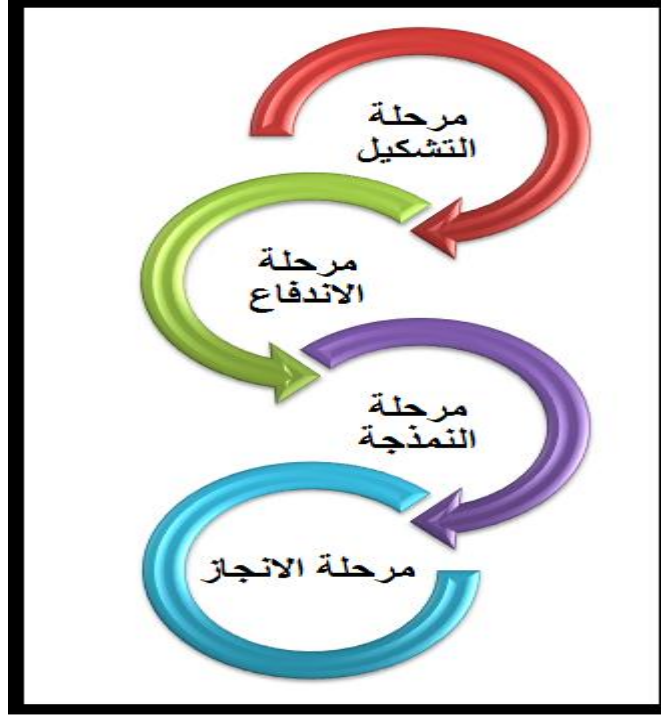 مرحلة
التشكيل
مرحلة
الاندفاع
مرحلة
النمذجة
مرحلة الانجاز